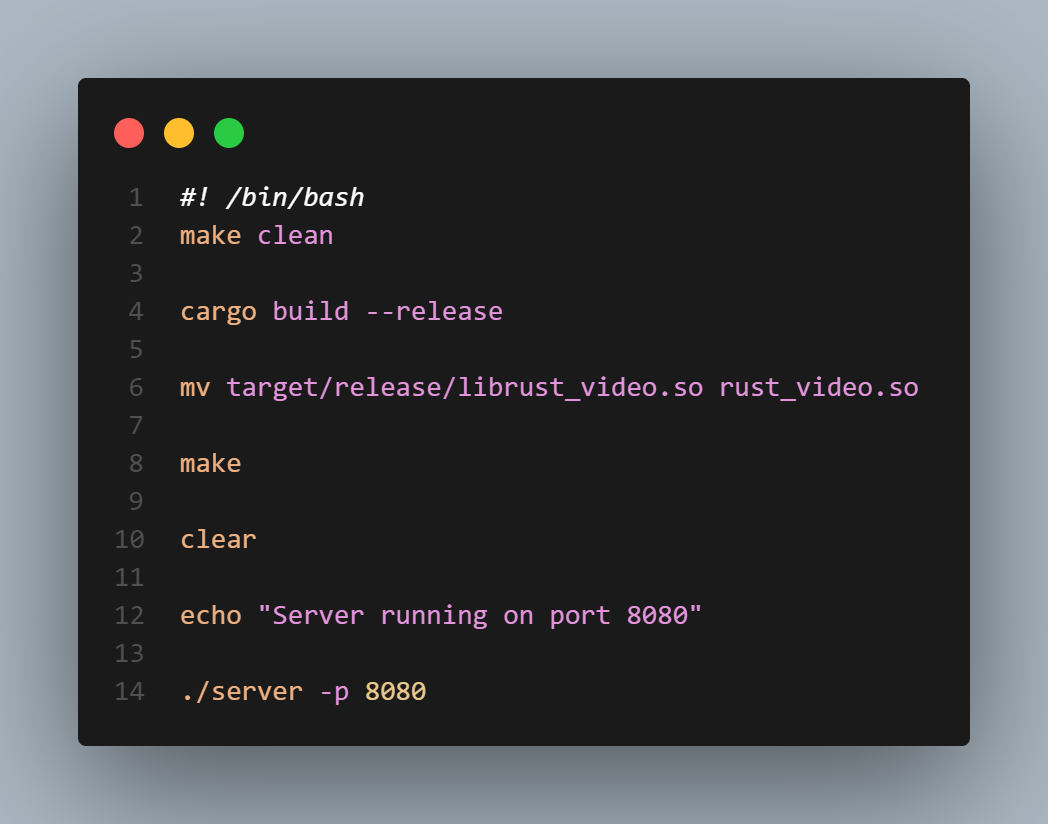 1 #! /bin/bash
2 make clean
3
4 cargo build --release
5
6 mv target/release/librust_video.so rust_video.so
7
8 make
9
10 clear
11
12 echo "Server running on port 8080"
13
14 ./server -p 8080